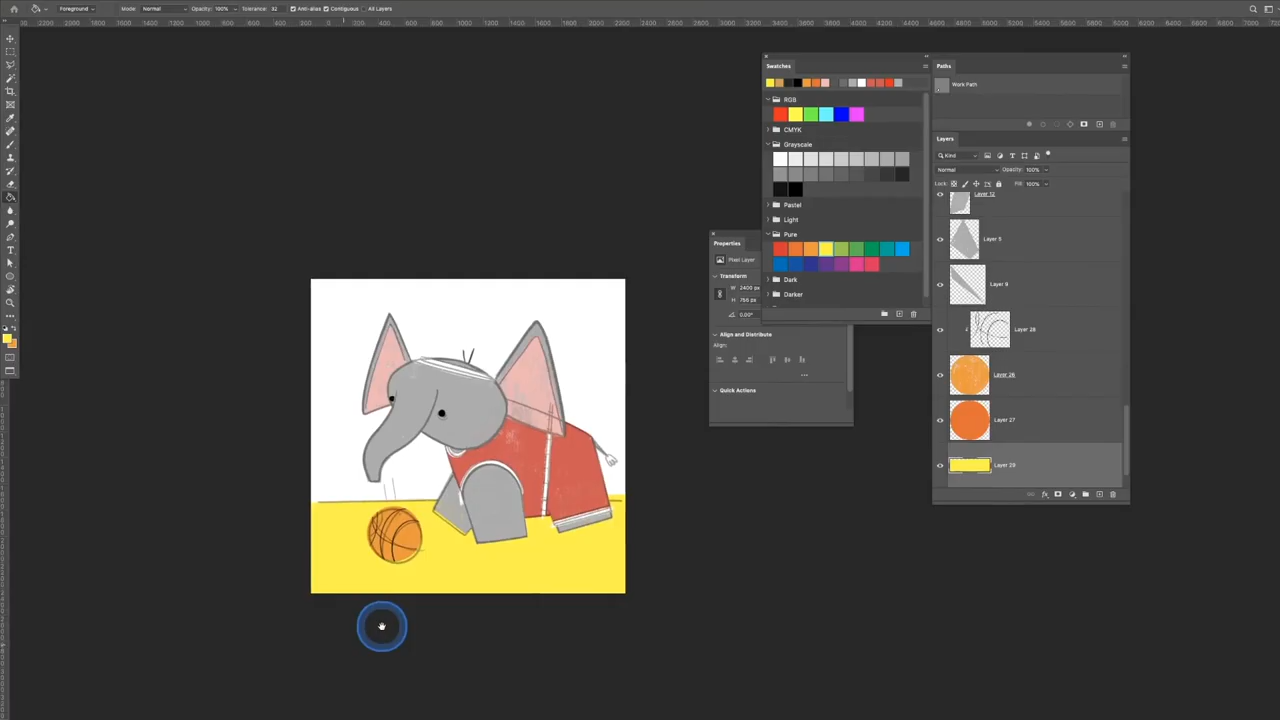 Foreground Mode: Normal Opacity: 100% Tolerance: 32 Anti-alias Contiguous All Layers
Swatches
RGB
CMYK
Grayscale
Pastel
Light
Pure
Dark
Darker
Properties
Pixel Layer
Transform
W 2400 px
H 756 px
0.00°
Align and Distribute
Align:
Quick Actions
Paths
Work Path
Layers
Kind
Normal Opacity: 100%
Lock: Fill: 100%
Layer 12
Layer 5
Layer 9
Layer 28
Layer 26
Layer 27
Layer 29